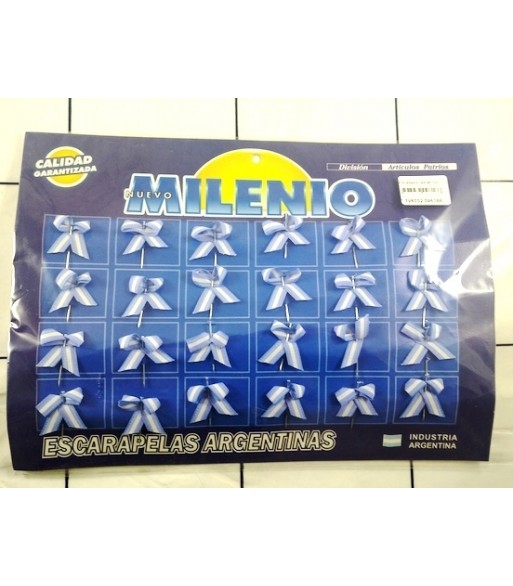 CALIDAD
GARANTIZADA
División Artículos Patrios
NUEVO
MILENIO
ESCARAPELAS ARGENTINAS
INDUSTRIA
ARGENTINA